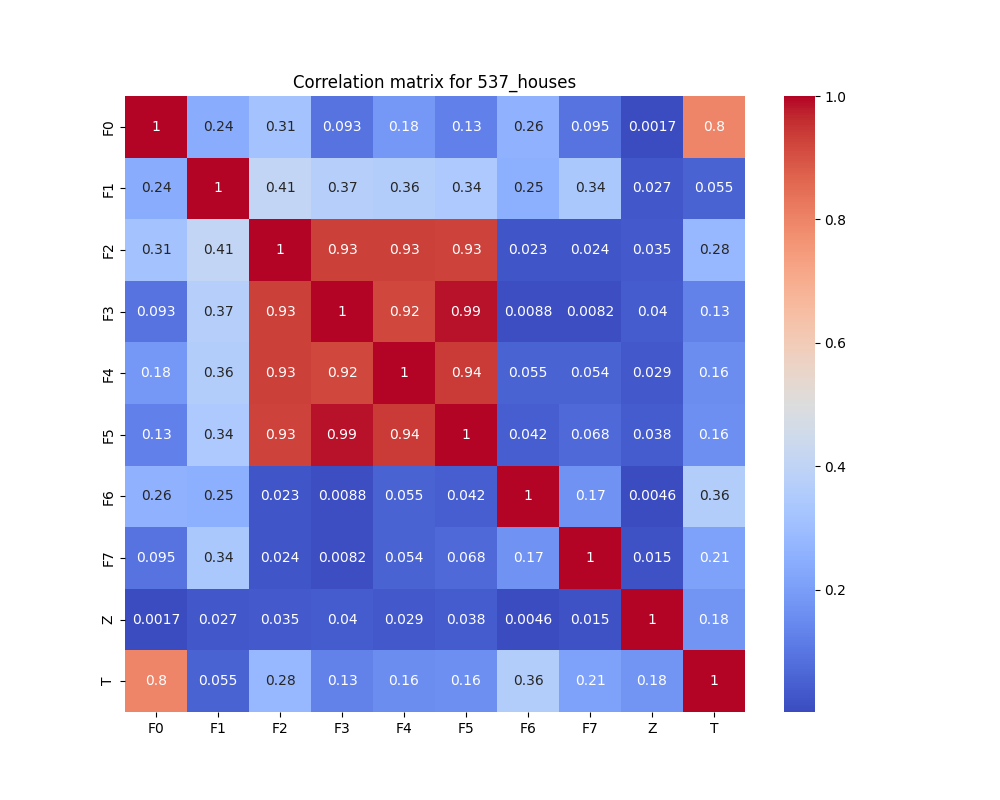 Correlation matrix for 537_houses
F0 1 0.24 0.31 0.093 0.18 0.13 0.26 0.095 0.0017 0.8
F1 0.24 1 0.41 0.37 0.36 0.34 0.25 0.34 0.027 0.055
F2 0.31 0.41 1 0.93 0.93 0.93 0.023 0.024 0.035 0.28
F3 0.093 0.37 0.93 1 0.92 0.99 0.0088 0.0082 0.04 0.13
F4 0.18 0.36 0.93 0.92 1 0.94 0.055 0.054 0.029 0.16
F5 0.13 0.34 0.93 0.99 0.94 1 0.042 0.068 0.038 0.16
F6 0.26 0.25 0.023 0.0088 0.055 0.042 1 0.17 0.0046 0.36
F7 0.095 0.34 0.024 0.0082 0.054 0.068 0.17 1 0.015 0.21
Z 0.0017 0.027 0.035 0.04 0.029 0.038 0.0046 0.015 1 0.18
T 0.8 0.055 0.28 0.13 0.16 0.16 0.36 0.21 0.18 1
F0 F1 F2 F3 F4 F5 F6 F7 Z T
1.0
0.8
0.6
0.4
0.2